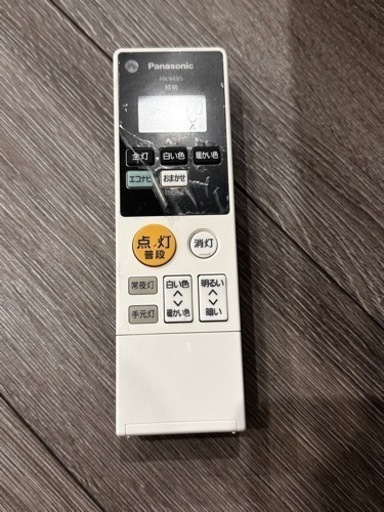 Panasonic
HK9495
照明
全灯 白い色 暖かい色
エコナビ おまかせ
点灯 消灯
普段
常夜灯 白い色 明るい
手元灯 暖かい色 暗い